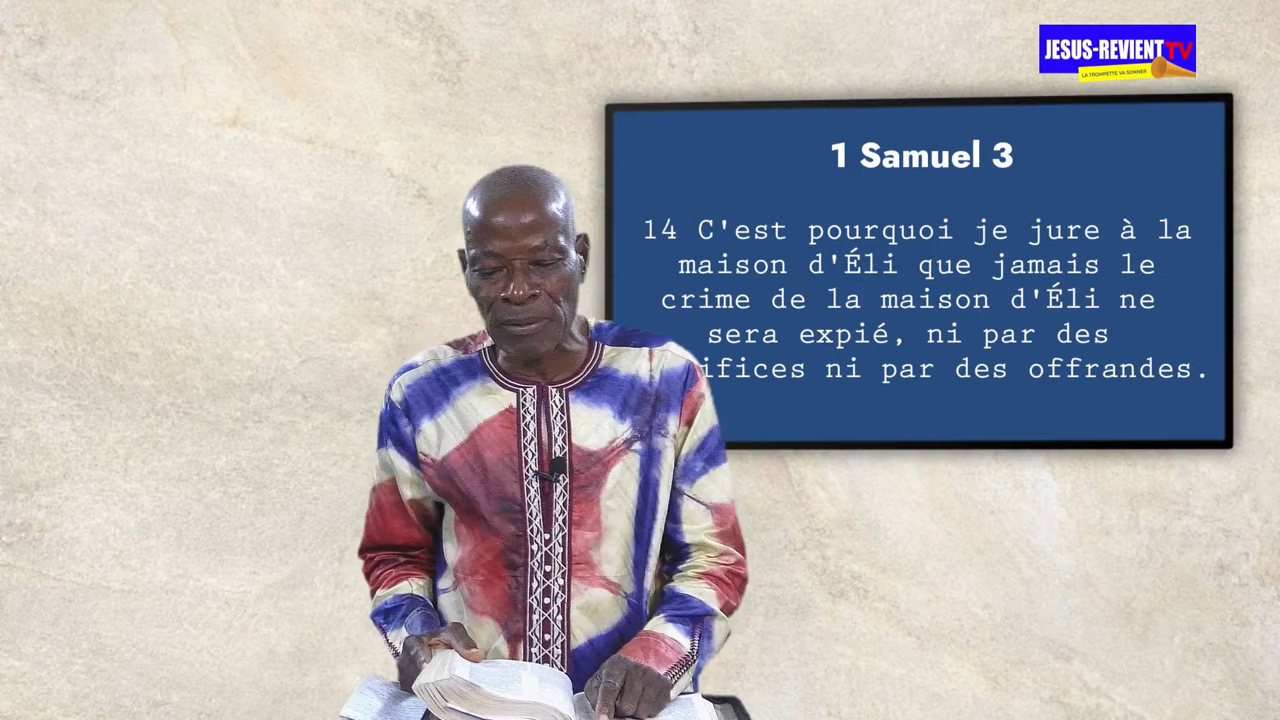 JESUS-REVIENT TV
LA TROMPETTE VA SONNER
1 Samuel 3
14 C'est pourquoi je jure à la
maison d'Éli que jamais le
crime de la maison d'Éli ne
sera expié, ni par des
ifices ni par des offrandes.